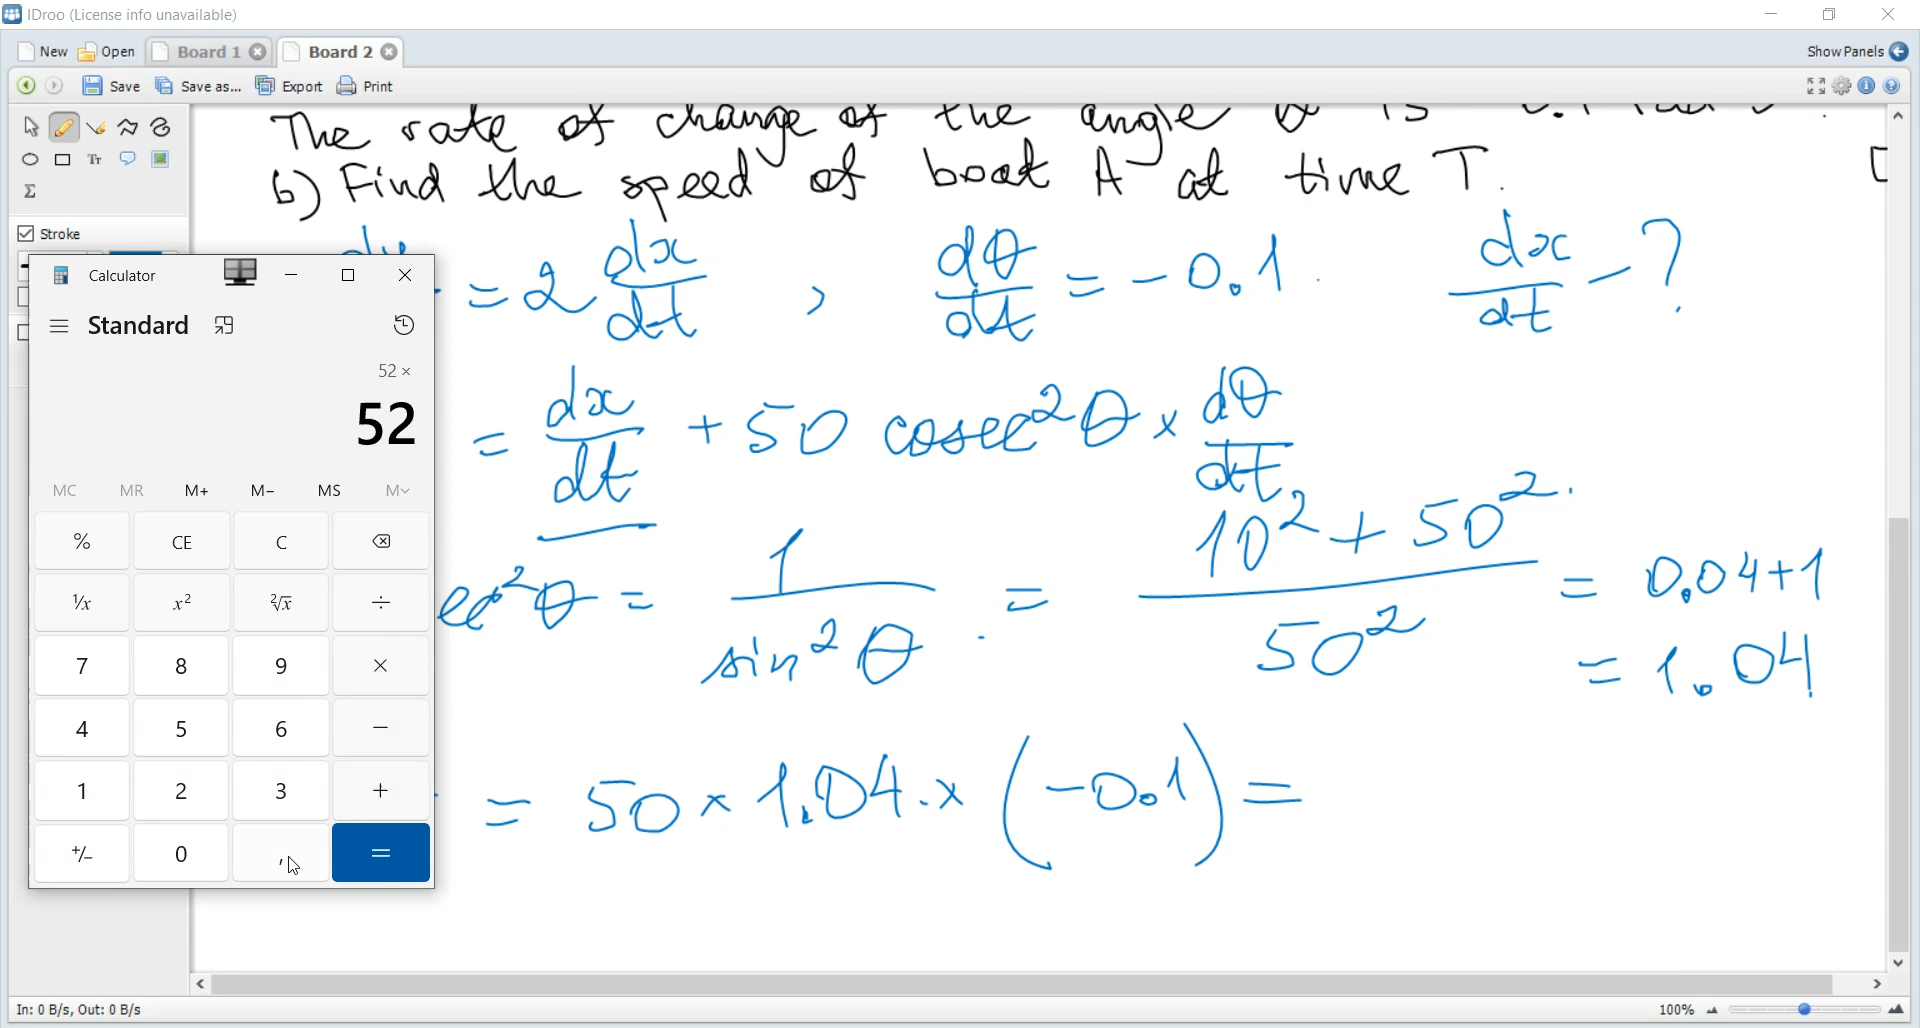 IDroo (License info unavailable)
New Open Board 1 Board 2 Show Panels
Save Save as... Export Print
The rate of change of the angle θ is
b) Find the speed of boat A at time T.
Stroke
= 2 dx/dt , dθ/dt = - 0.1 . dx/dt - ?
Calculator
Standard
52 ×
52
MC MR M+ M- MS M
% CE C
1/x x² ²√x ÷
7 8 9 ×
4 5 6 −
1 2 3 +
+/− 0 , =
= dx/dt + 50 cosec²θ × dθ/dt
ec²θ = 1/sin²θ . = 10² + 50²/50² = 0.04+1
= 1.04
= 50 × 1.04 . × (-0.1) =
In: 0 B/s, Out: 0 B/s 100%